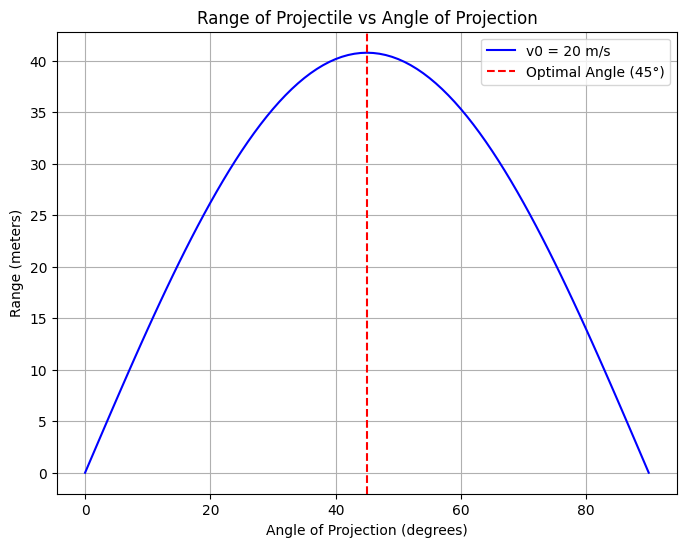 Range of Projectile vs Angle of Projection
v0 = 20 m/s
Optimal Angle (45°)
Range (meters)
40
35
30
25
20
15
10
5
0
0 20 40 60 80
Angle of Projection (degrees)